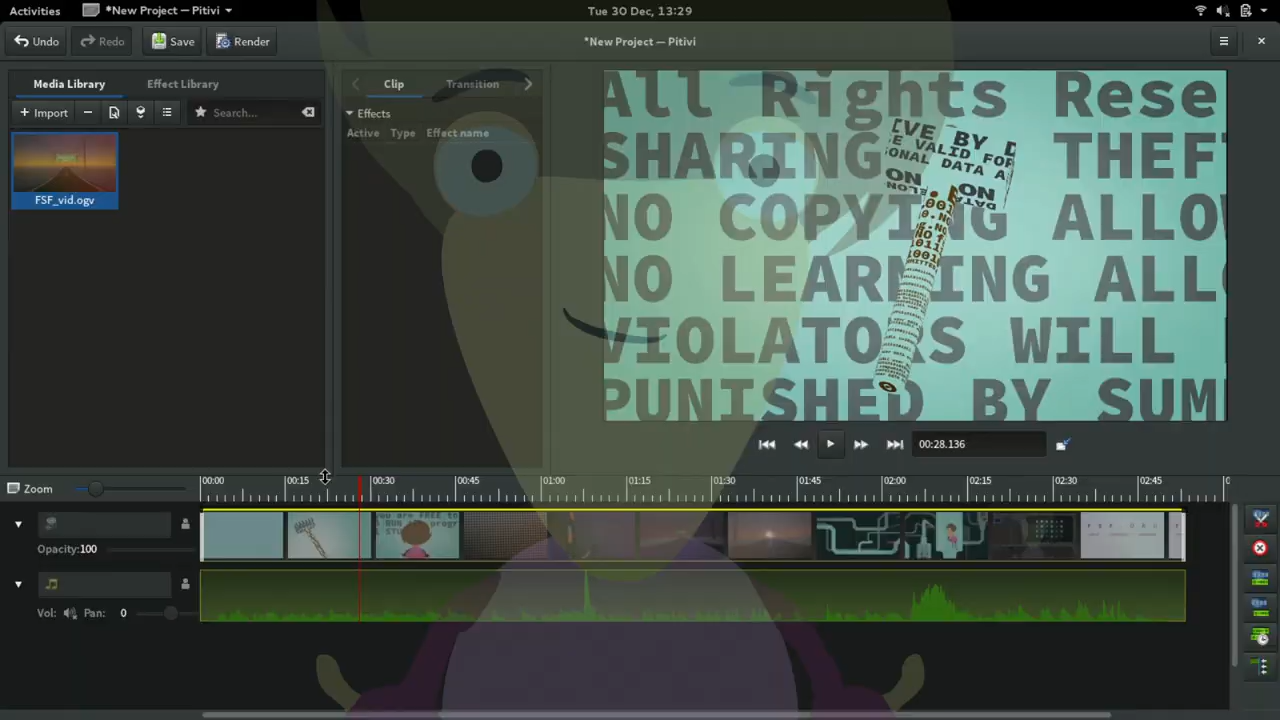 Activities
*New Project — Pitivi
Tue 30 Dec, 13:29
Undo
Redo
Save
Render
*New Project — Pitivi
Media Library
Effect Library
Import
Search...
FSF_vid.ogv
Clip
Transition
Effects
Active Type Effect name
All Rights Rese
SHARING THEF
NO COPYING ALLO
NO LEARNING ALL
VIOLATORS WILL
PUNISHED BY SUM
00:28.136
Zoom
00:00 00:15 00:30 00:45 01:00 01:15 01:30 01:45 02:00 02:15 02:30 02:45
Opacity:100
Vol: Pan: 0